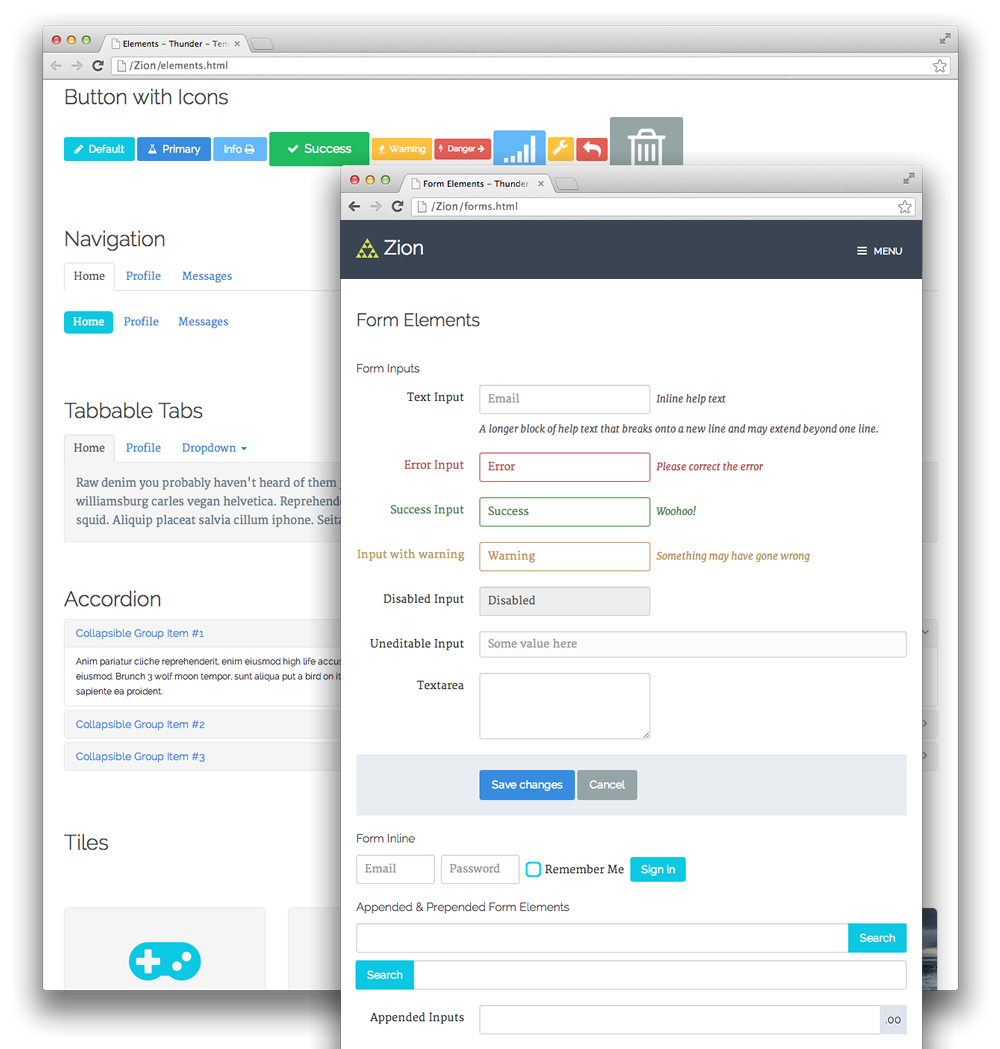 Elements – Thunder – Tem
/Zion/elements.html
Button with Icons
Default
Primary
Info
Success
Warning
Danger
Navigation
Home Profile Messages
Home Profile Messages
Tabbable Tabs
Home Profile Dropdown
Raw denim you probably haven't heard of them
williamsburg carles vegan helvetica. Reprehende
squid. Aliquip placeat salvia cillum iphone. Seita
Accordion
Collapsible Group Item #1
Anim pariatur cliche reprehenderit, enim eiusmod high life accus
eiusmod. Brunch 3 wolf moon tempor, sunt aliqua put a bird on it
sapiente ea proident.
Collapsible Group Item #2
Collapsible Group Item #3
Tiles
Form Elements – Thunder
/Zion/forms.html
Zion
MENU
Form Elements
Form Inputs
Text Input Email Inline help text
A longer block of help text that breaks onto a new line and may extend beyond one line.
Error Input Error Please correct the error
Success Input Success Woohoo!
Input with warning Warning Something may have gone wrong
Disabled Input Disabled
Uneditable Input Some value here
Textarea
Save changes Cancel
Form Inline
Email Password Remember Me Sign in
Appended & Prepended Form Elements
Search
Search
Appended Inputs .00